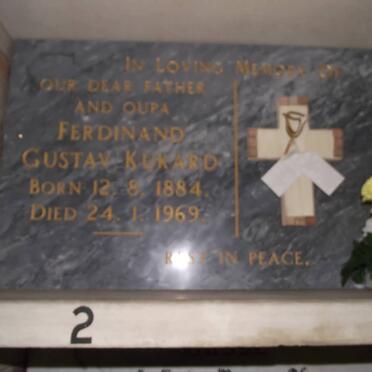 IN LOVING MEMORY OF
OUR DEAR FATHER
AND OUPA
FERDINAND
GUSTAV KUKARD
BORN 12. 8. 1884.
DIED 24. 1. 1969.
REST IN PEACE.
2